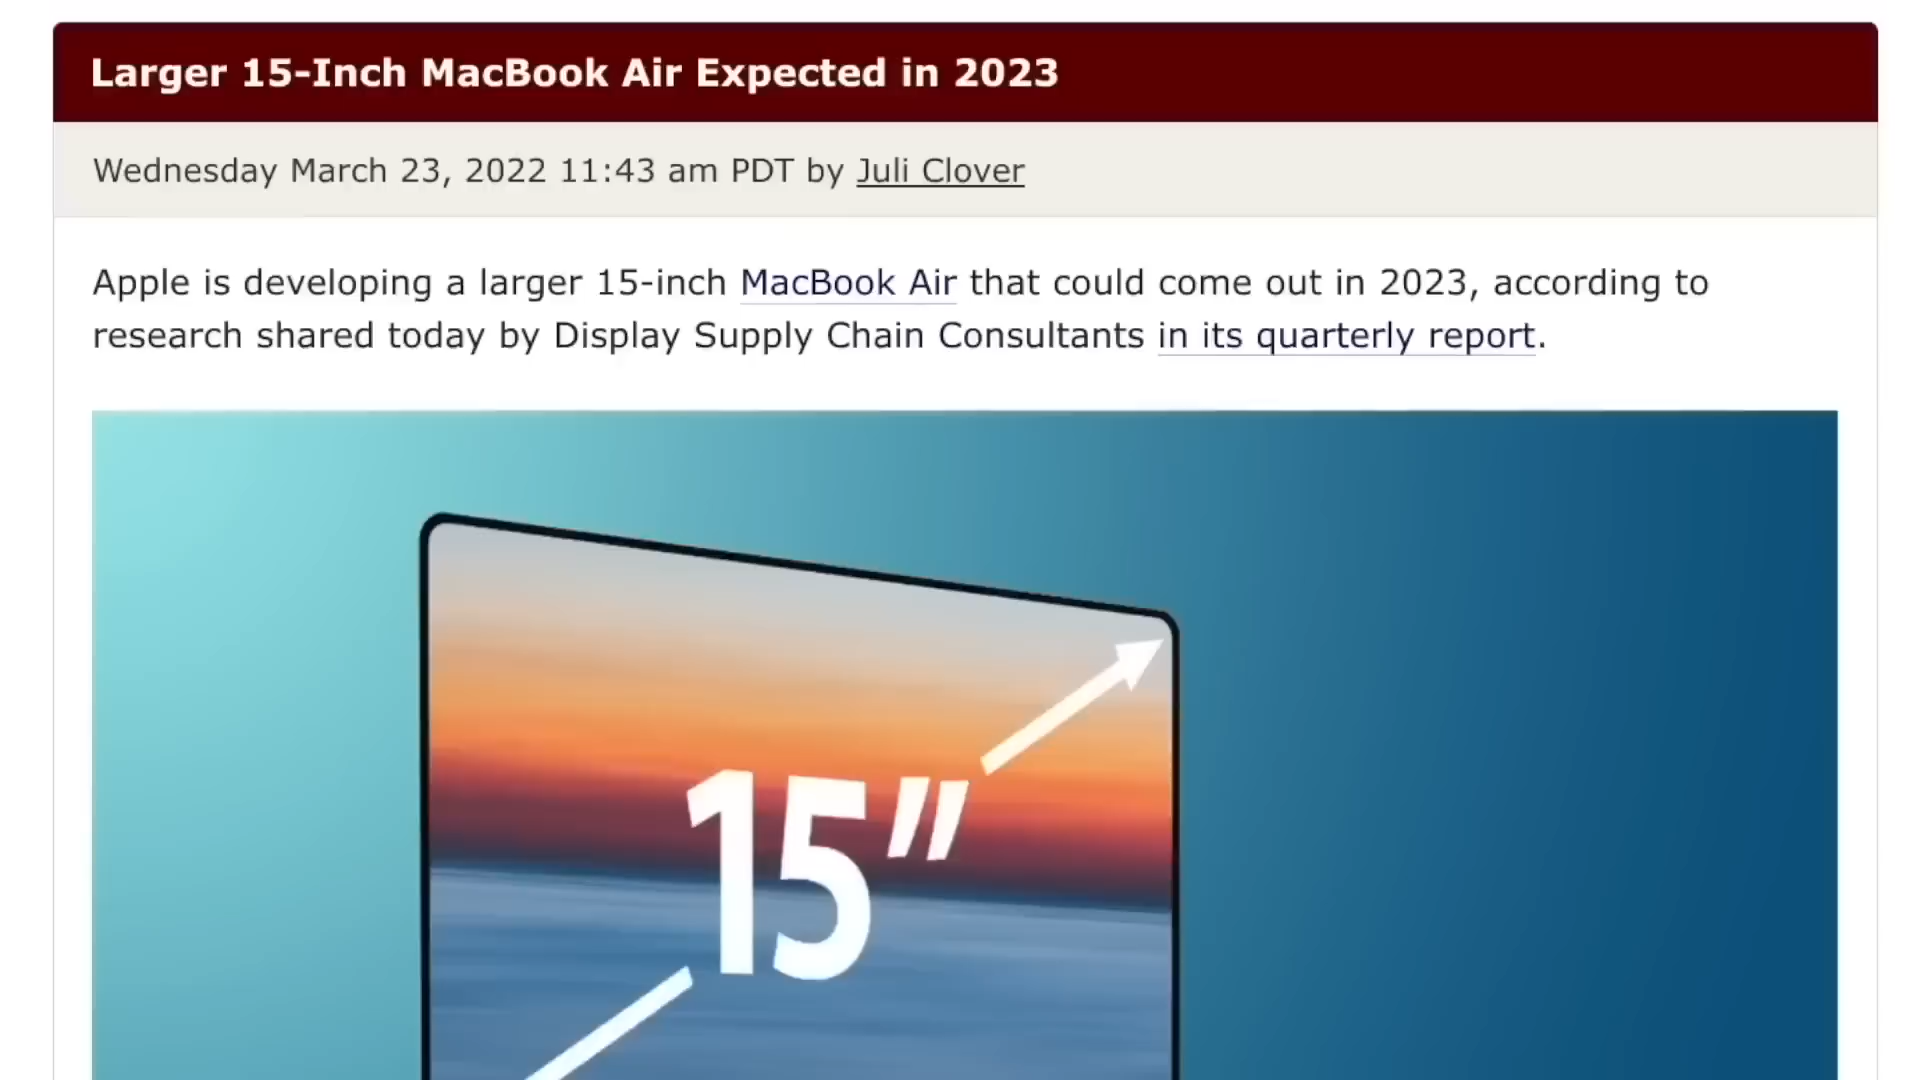 Larger 15-Inch MacBook Air Expected in 2023
Wednesday March 23, 2022 11:43 am PDT by Juli Clover
Apple is developing a larger 15-inch MacBook Air that could come out in 2023, according to
research shared today by Display Supply Chain Consultants in its quarterly report.
15″